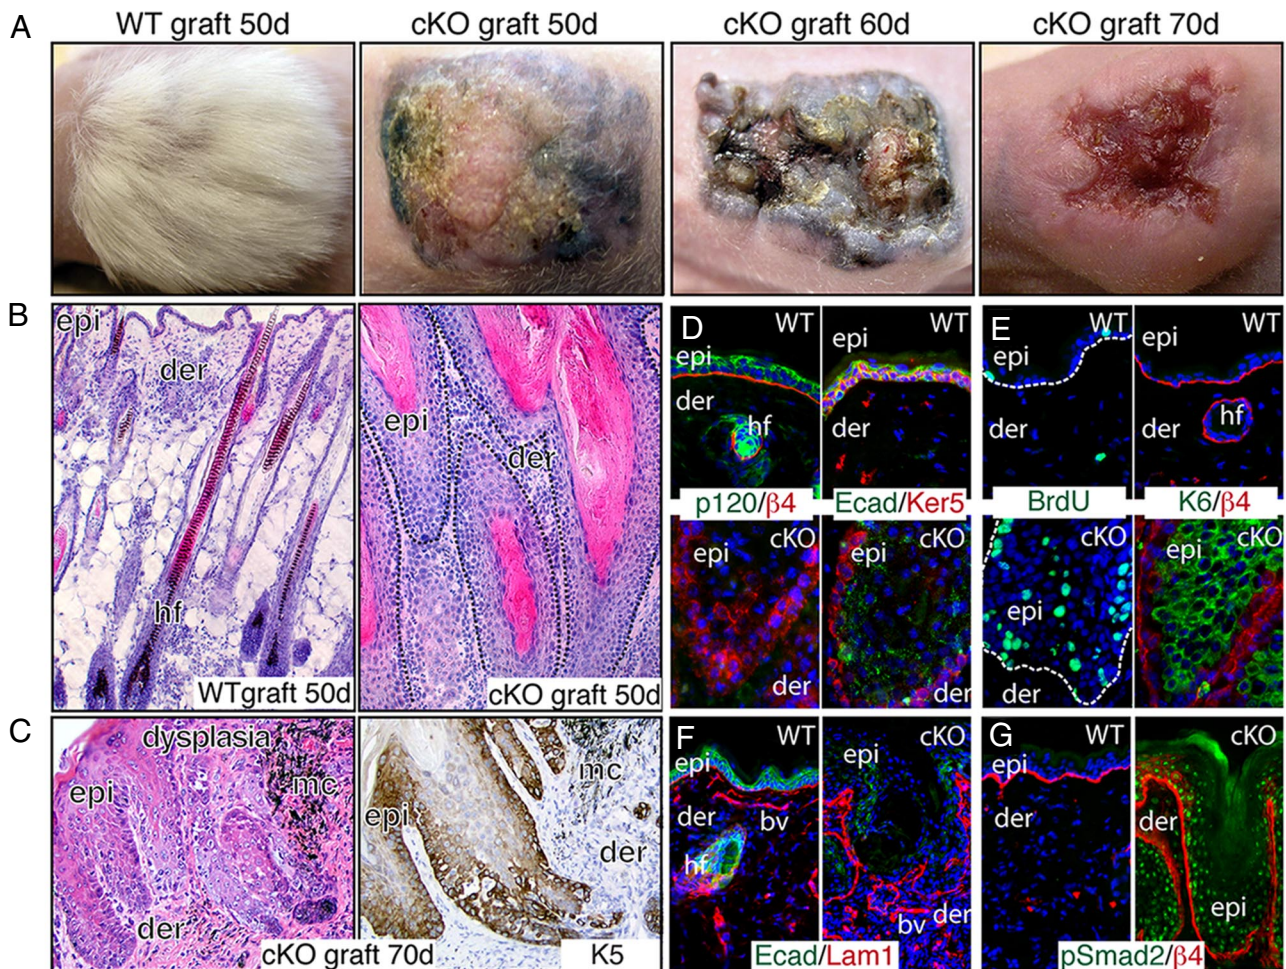 A
WT graft 50d
cKO graft 50d
cKO graft 60d
cKO graft 70d
B
epi
der
hf
WTgraft 50d
epi
der
cKO graft 50d
C
dysplasia
mc
epi
der
cKO graft 70d
mc
epi
der
K5
D
WT
epi
der
hf
p120/β4
WT
epi
der
Ecad/Ker5
cKO
epi
der
cKO
epi
der
E
WT
epi
der
BrdU
WT
epi
hf
der
K6/β4
cKO
epi
der
cKO
epi
der
F
WT
epi
der
bv
hf
cKO
epi
bv
der
Ecad/Lam1
G
WT
epi
der
cKO
der
epi
pSmad2/β4